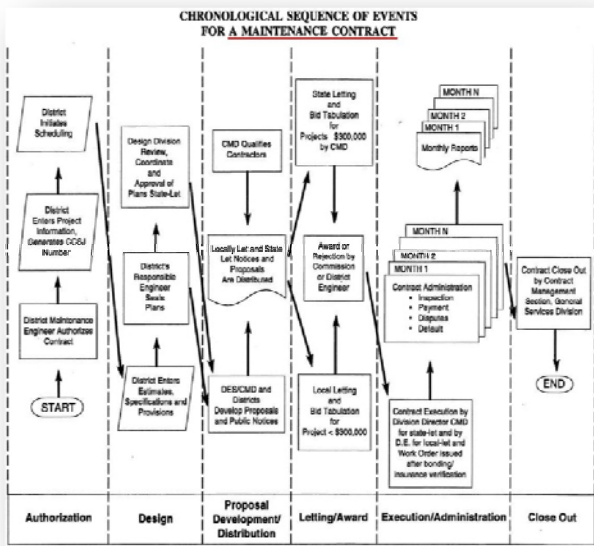 CHRONOLOGICAL SEQUENCE OF EVENTS
FOR A MAINTENANCE CONTRACT
District
Initiates
Scheduling
District
Enters Project
Information,
Generates CCSJ
Number
District Maintenance
Engineer Authorizes
Contract
START
Design Division
Review,
Coordinate
and
Approval of
Plans State-Let
District's
Responsible
Engineer
Seals
Plans
District Enters
Estimates,
Specifications and
Provisions
CMD Qualifies
Contractors
Locally Let and State
Let Notices and
Proposals
Are Distributed
DES/CMD and
Districts
Develop Proposals
and Public Notices
State Letting
and
Bid Tabulation
for
Projects $300,000
by CMD
Award or
Rejection by
Commission
or District
Engineer
Local Letting
and
Bid Tabulation
for
Project < $300,000
MONTH N
MONTH 2
MONTH 1
Monthly Reports
MONTH N
MONTH 2
MONTH 1
Contract Administration
• Inspection
• Payment
• Disputes
• Default
Contract Execution by
Division Director CMD
for state-let and by
D.E. for local-let and
Work Order issued
after bonding/
insurance verification
Contract Close Out
by Contract
Management
Section, General
Services Division
END
Authorization
Design
Proposal
Development/
Distribution
Letting/Award
Execution/Administration
Close Out